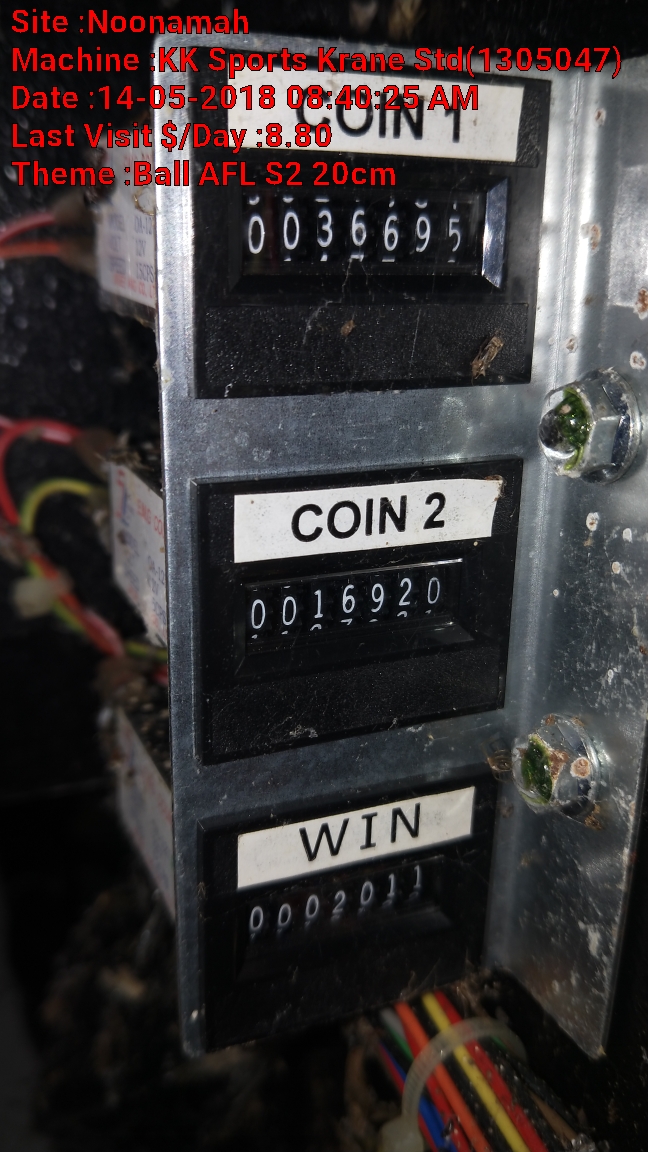 Site :Noonamah
Machine :KK Sports Krane Std(1305047)
Date :14-05-2018 08:40:25 AM
Last Visit $/Day :8.80
Theme :Ball AFL S2 20cm
COIN 1
0036695
COIN 2
0016920
WIN
0002011